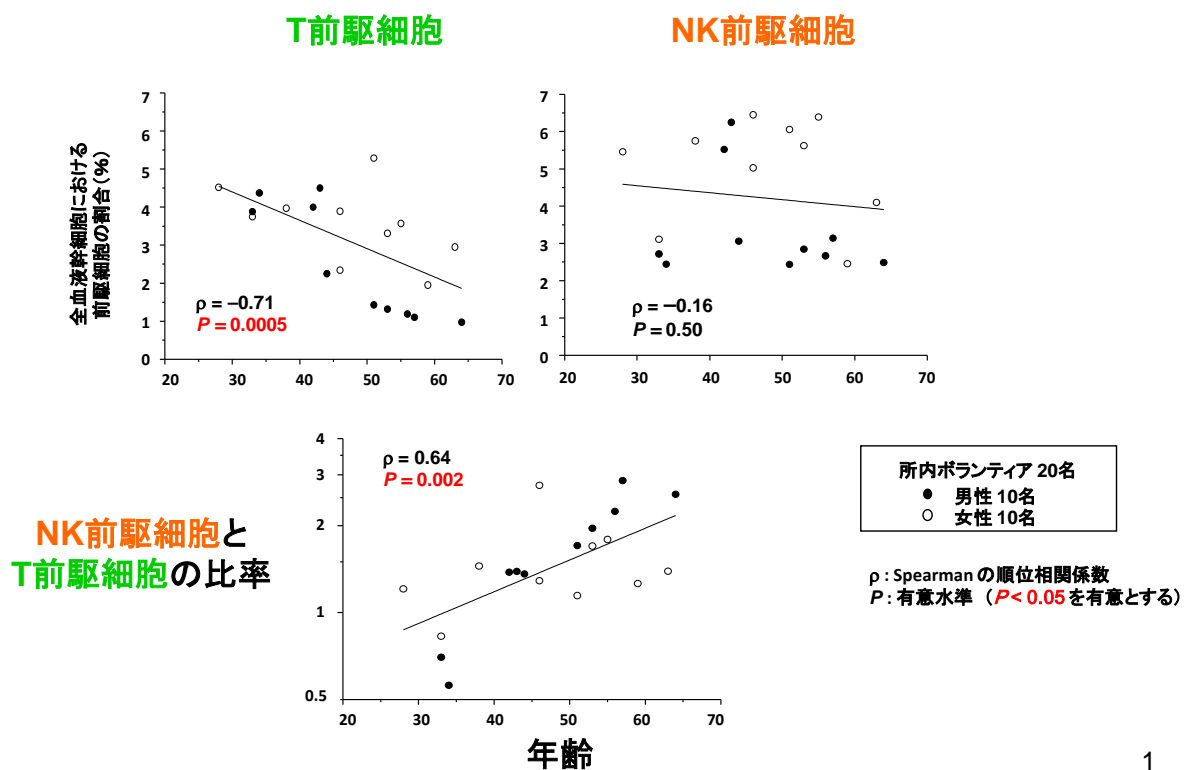 T前駆細胞
NK前駆細胞
全血液幹細胞における
前駆細胞の割合(%)
7
6
5
4
3
2
1
0
20 30 40 50 60 70
ρ = –0.71
P = 0.0005
7
6
5
4
3
2
1
0
20 30 40 50 60 70
ρ = –0.16
P = 0.50
NK前駆細胞と
T前駆細胞の比率
4
3
2
1
0.5
20 30 40 50 60 70
ρ = 0.64
P = 0.002
年齢
所内ボランティア 20名
● 男性 10名
○ 女性 10名
ρ : Spearman の順位相関係数
P : 有意水準 (P < 0.05 を有意とする)
1